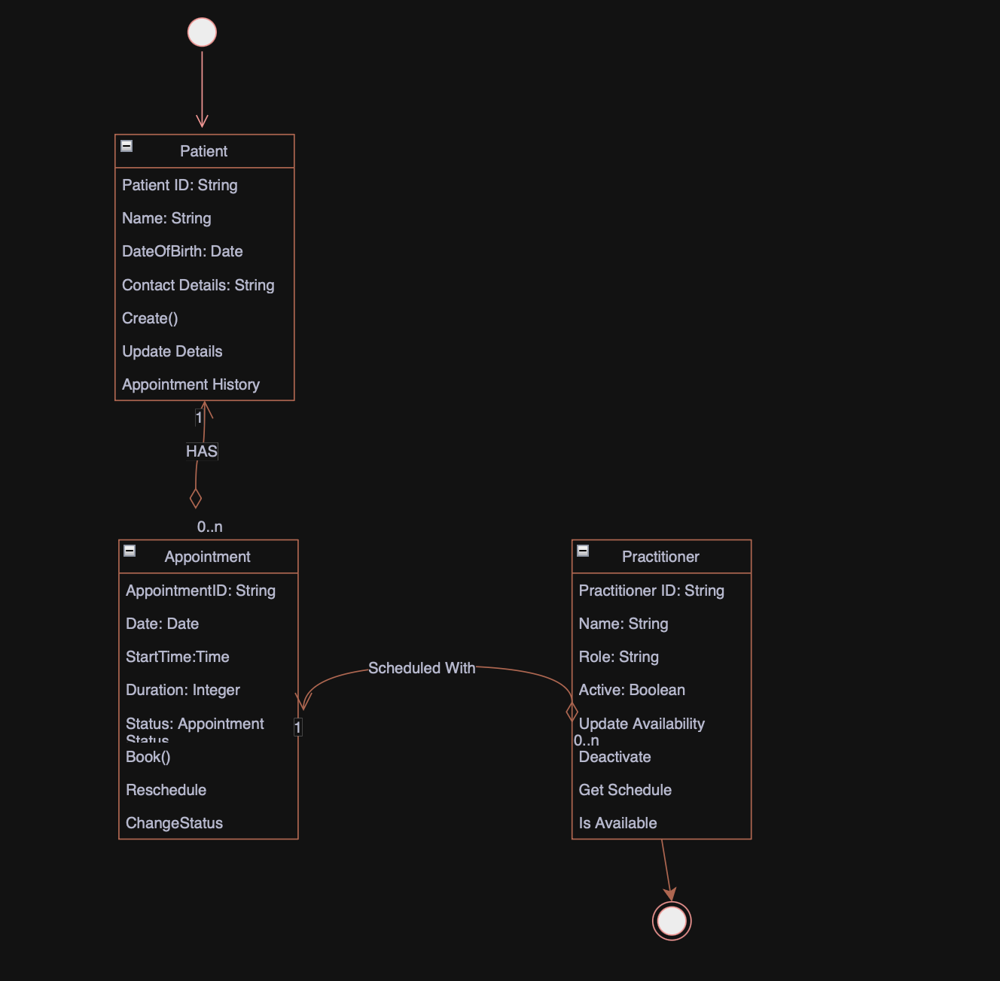 Patient
Patient ID: String
Name: String
DateOfBirth: Date
Contact Details: String
Create()
Update Details
Appointment History
1
HAS
0..n
Appointment
AppointmentID: String
Date: Date
StartTime:Time
Duration: Integer
Status: Appointment
Status
Book()
Reschedule
ChangeStatus
Scheduled With
1
0..n
Practitioner
Practitioner ID: String
Name: String
Role: String
Active: Boolean
Update Availability
Deactivate
Get Schedule
Is Available